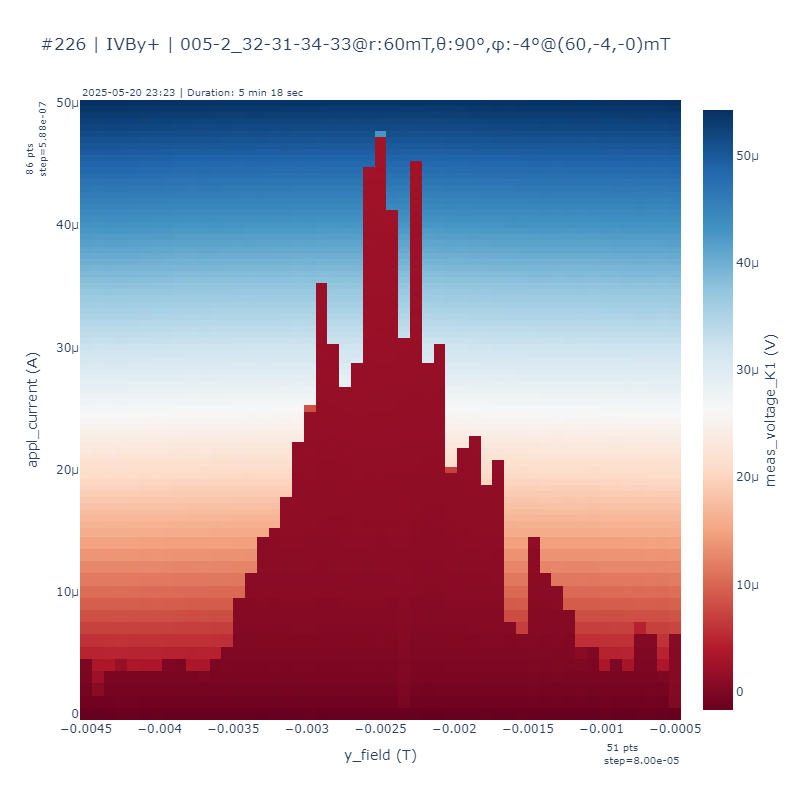 #226 | IVBy+ | 005-2_32-31-34-33@r:60mT,θ:90°,φ:-4°@(60,-4,-0)mT
2025-05-20 23:23 | Duration: 5 min 18 sec
86 pts
step=5.88e-07
50μ
40μ
30μ
20μ
10μ
0
appl_current (A)
−0.0045
−0.004
−0.0035
−0.003
−0.0025
−0.002
−0.0015
−0.001
−0.0005
y_field (T)
51 pts
step=8.00e-05
50μ
40μ
30μ
20μ
10μ
0
meas_voltage_K1 (V)